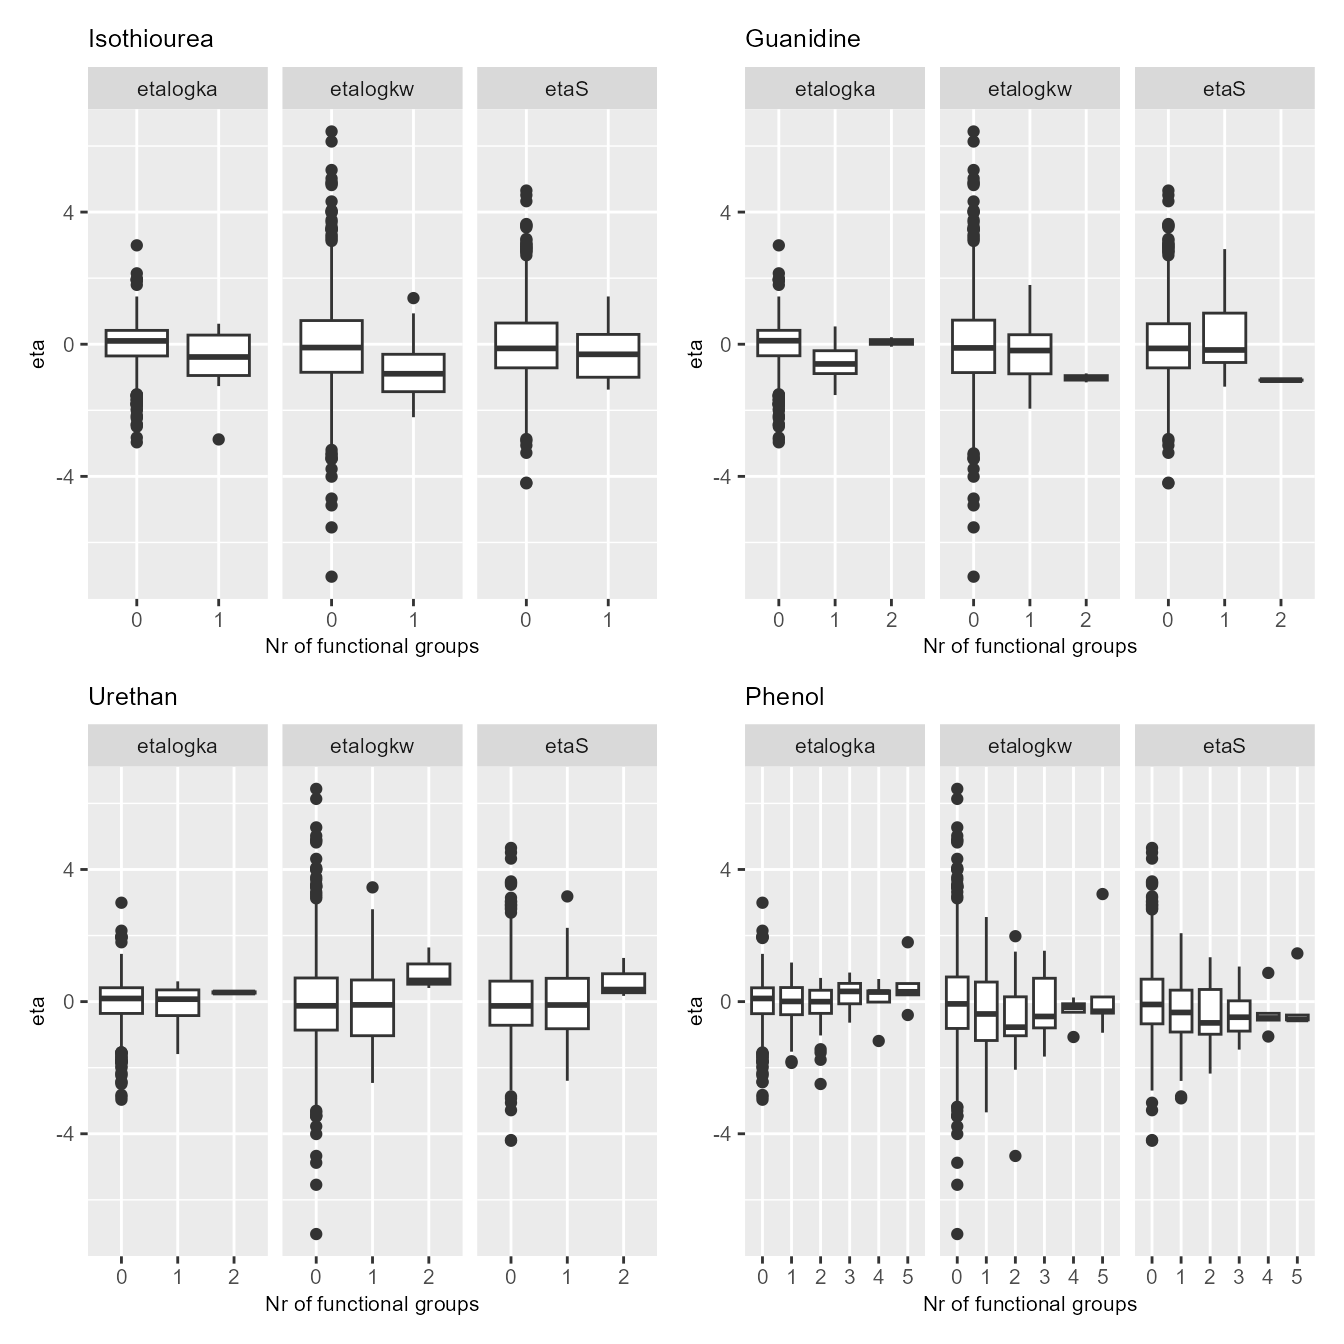 Isothiourea
etalogka etalogkw etaS
4
0
-4
eta
0 1 0 1 0 1
Nr of functional groups
Guanidine
etalogka etalogkw etaS
4
0
-4
eta
0 1 2 0 1 2 0 1 2
Nr of functional groups
Urethan
etalogka etalogkw etaS
4
0
-4
eta
0 1 2 0 1 2 0 1 2
Nr of functional groups
Phenol
etalogka etalogkw etaS
4
0
-4
eta
0 1 2 3 4 5 0 1 2 3 4 5 0 1 2 3 4 5
Nr of functional groups